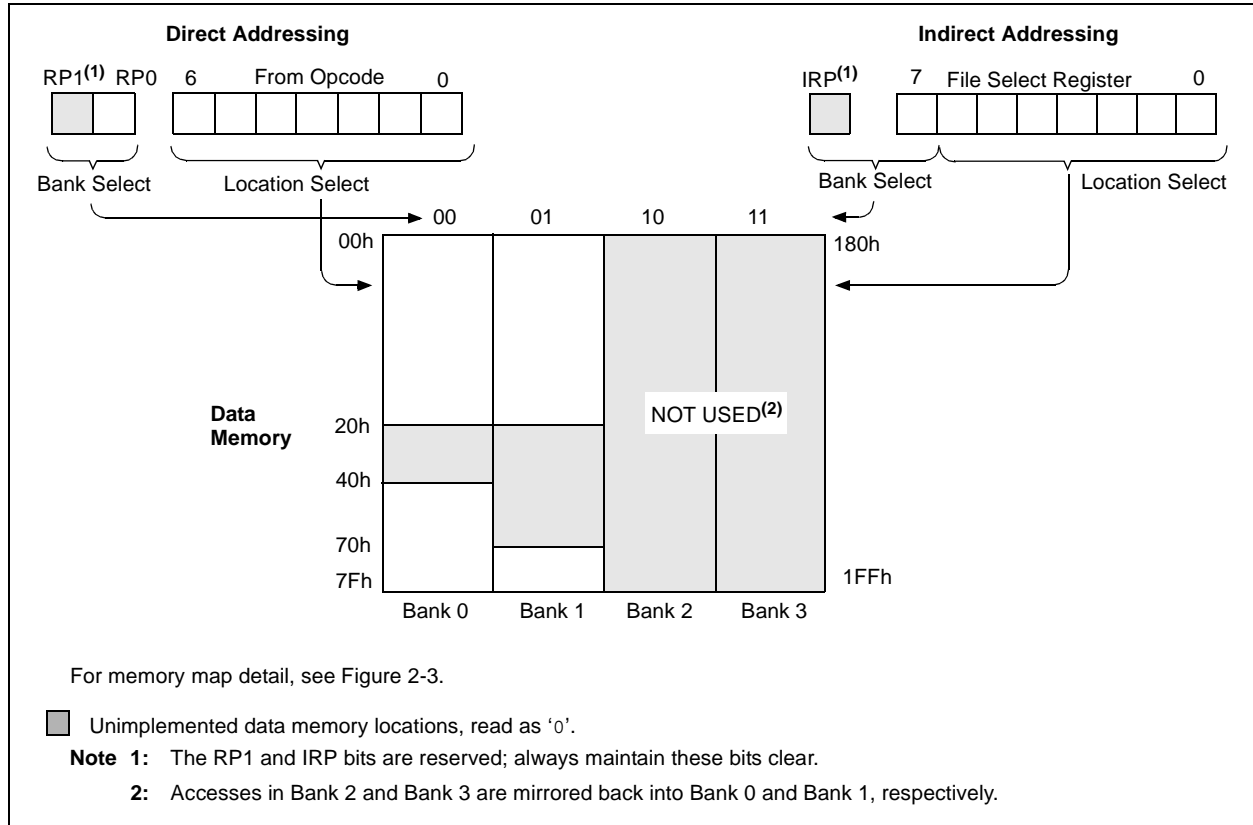 Direct Addressing
Indirect Addressing
RP1(1) RP0 6 From Opcode 0
IRP(1) 7 File Select Register 0
Bank Select Location Select
Bank Select Location Select
00 01 10 11
00h
180h
NOT USED(2)
Data
Memory
20h
40h
70h
7Fh
1FFh
Bank 0 Bank 1 Bank 2 Bank 3
For memory map detail, see Figure 2-3.
Unimplemented data memory locations, read as ‘0’.
Note 1: The RP1 and IRP bits are reserved; always maintain these bits clear.
2: Accesses in Bank 2 and Bank 3 are mirrored back into Bank 0 and Bank 1, respectively.